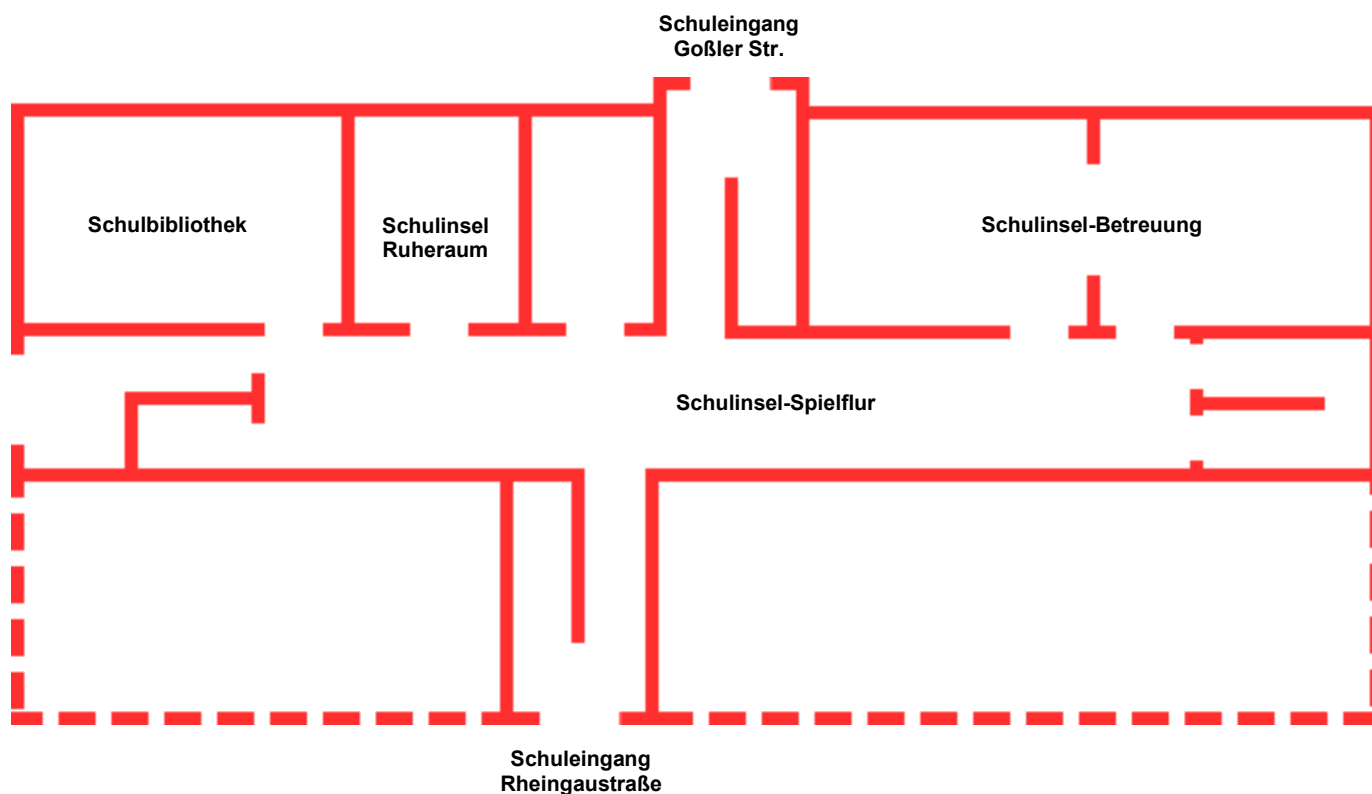 Schuleingang
Goßler Str.
Schulbibliothek
Schulinsel
Ruheraum
Schulinsel-Betreuung
Schulinsel-Spielflur
Schuleingang
Rheingaustraße